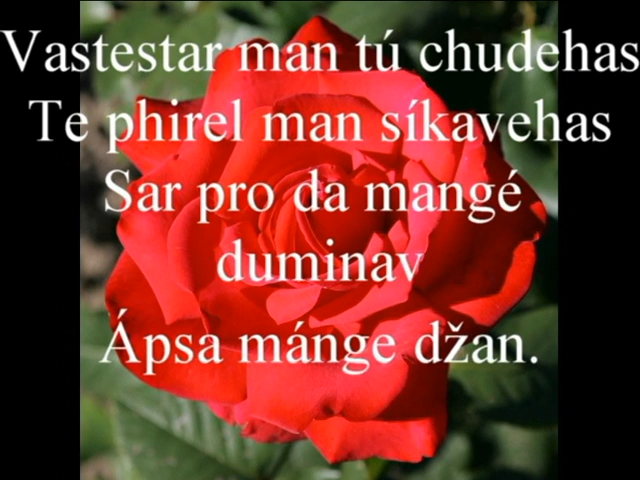 Vastestar man tú chudehas
Te phirel man síkavehas
Sar pro da mangé
duminav
Ápsa mánge džan.